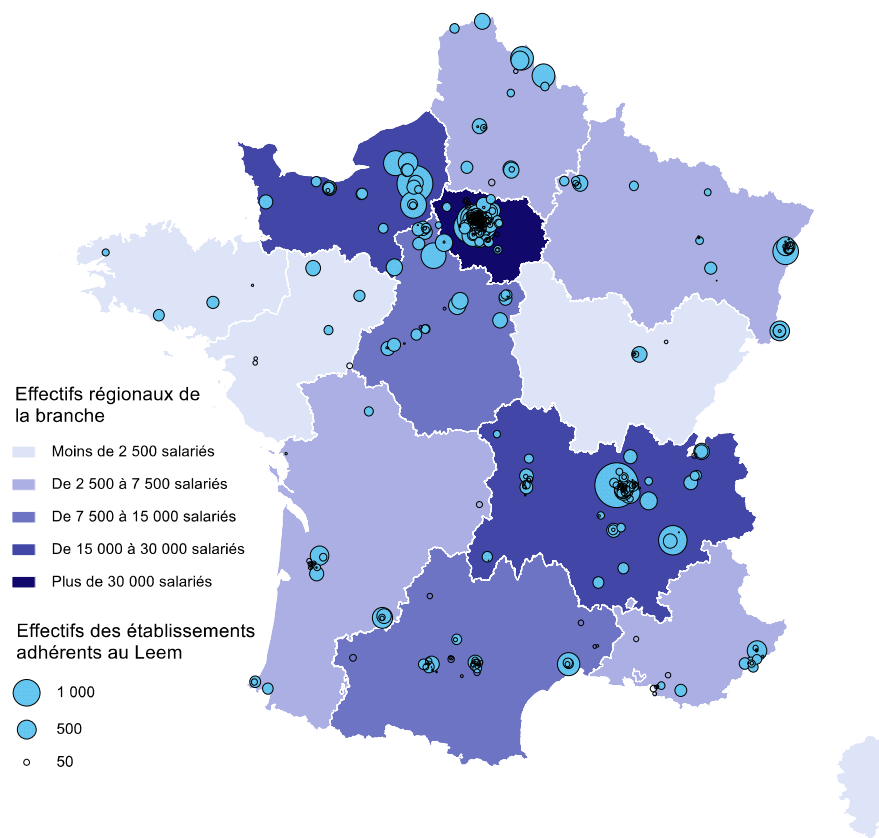 Effectifs régionaux de
la branche
Moins de 2 500 salariés
De 2 500 à 7 500 salariés
De 7 500 à 15 000 salariés
De 15 000 à 30 000 salariés
Plus de 30 000 salariés
Effectifs des établissements
adhérents au Leem
1 000
500
50